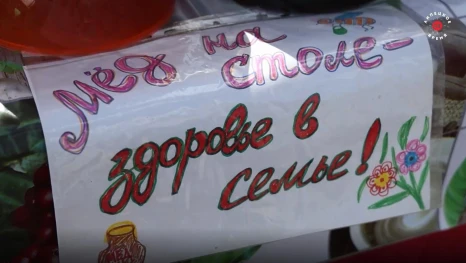 Мёд на
столе -
здоровье в
семье!